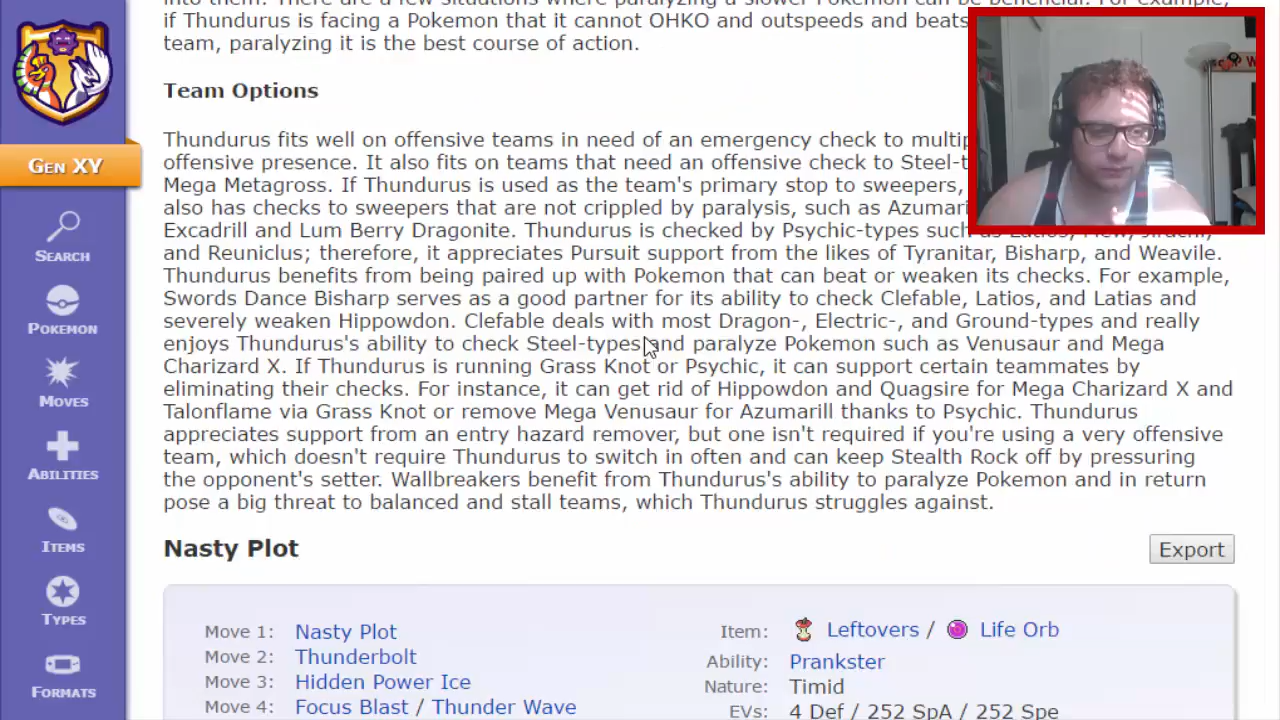 into them. There are a few situations where paralyzing a slower Pokemon can be beneficial. For example,
if Thundurus is facing a Pokemon that it cannot OHKO and outspeeds and beats
team, paralyzing it is the best course of action.
Team Options
Thundurus fits well on offensive teams in need of an emergency check to
offensive presence. It also fits on teams that need an offensive check to
Mega Metagross. If Thundurus is used as the team's primary stop to sweepers,
also has checks to sweepers that are not crippled by paralysis, such as
Excadrill and Lum Berry Dragonite. Thundurus is checked by Psychic-types such as Latios, Mew, Jirachi,
and Reuniclus; therefore, it appreciates Pursuit support from the likes of Tyranitar, Bisharp, and Weavile.
Thundurus benefits from being paired up with Pokemon that can beat or weaken its checks. For example,
Swords Dance Bisharp serves as a good partner for its ability to check Clefable, Latios, and Latias and
severely weaken Hippowdon. Clefable deals with most Dragon-, Electric-, and Ground-types and really
enjoys Thundurus's ability to check Steel-types and paralyze Pokemon such as Venusaur and Mega
Charizard X. If Thundurus is running Grass Knot or Psychic, it can support certain teammates by
eliminating their checks. For instance, it can get rid of Hippowdon and Quagsire for Mega Charizard X and
Talonflame via Grass Knot or remove Mega Venusaur for Azumarill thanks to Psychic. Thundurus
appreciates support from an entry hazard remover, but one isn't required if you're using a very offensive
team, which doesn't require Thundurus to switch in often and can keep Stealth Rock off by pressuring
the opponent's setter. Wallbreakers benefit from Thundurus's ability to paralyze Pokemon and in return
pose a big threat to balanced and stall teams, which Thundurus struggles against.
Nasty Plot
Export
Move 1: Nasty Plot
Move 2: Thunderbolt
Move 3: Hidden Power Ice
Move 4: Focus Blast / Thunder Wave
Item: Leftovers / Life Orb
Ability: Prankster
Nature: Timid
EVs: 4 Def / 252 SpA / 252 Spe
GEN XY
SEARCH
POKEMON
MOVES
ABILITIES
ITEMS
TYPES
FORMATS